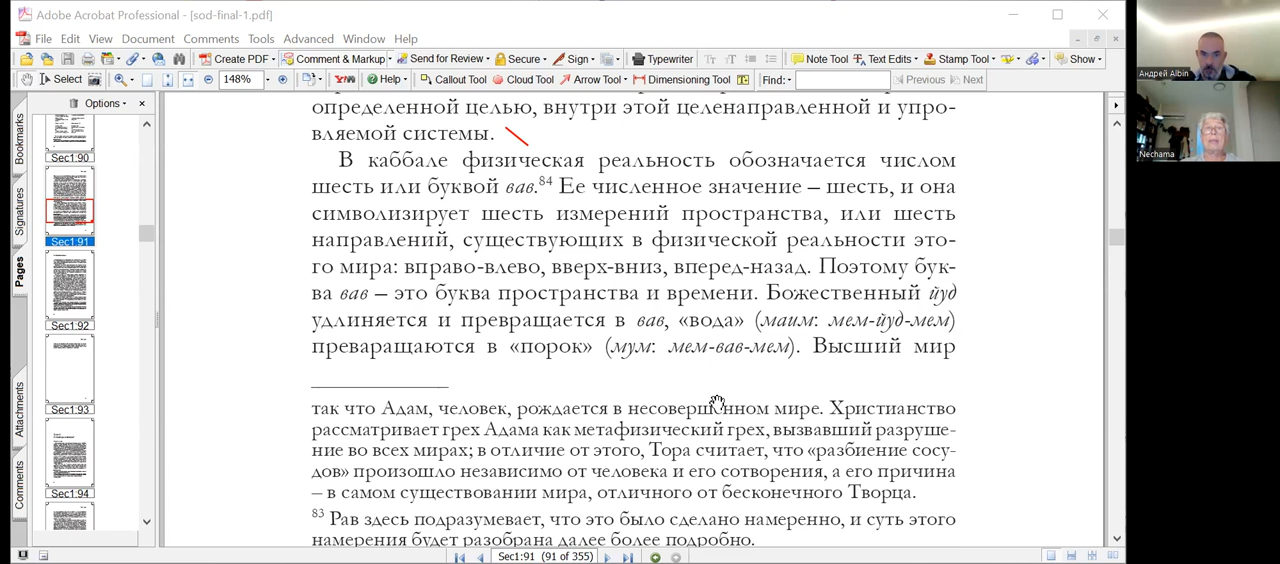 Adobe Acrobat Professional - [sod-final-1.pdf]
File Edit View Document Comments Tools Advanced Window Help
Create PDF Comment & Markup Send for Review Secure Sign Typewriter Note Tool Text Edits Stamp Tool Show
Select 148% Help Callout Tool Cloud Tool Arrow Tool Dimensioning Tool Find: Previous Next
Options
Bookmarks
Signatures
Pages
Attachments
Comments
Sec1:90
Sec1:91
Sec1:92
Sec1:93
Sec1:94
определенной целью, внутри этой целенаправленной и упро-
вляемой системы.
В каббале физическая реальность обозначается числом
шесть или буквой вав.84 Ее численное значение – шесть, и она
символизирует шесть измерений пространства, или шесть
направлений, существующих в физической реальности это-
го мира: вправо-влево, вверх-вниз, вперед-назад. Поэтому бук-
ва вав – это буква пространства и времени. Божественный йуд
удлиняется и превращается в вав, «вода» (маим: мем-йуд-мем)
преваращаются в «порок» (мум: мем-вав-мем). Высший мир
так что Адам, человек, рождается в несовершенном мире. Христианство
рассматривает грех Адама как метафизический грех, вызвавший разруше-
ние во всех мирах; в отличие от этого, Тора считает, что «разбиение сосу-
дов» произошло независимо от человека и его сотворения, а его причина
– в самом существовании мира, отличного от бесконечного Творца.
83 Рав здесь подразумевает, что это было сделано намеренно, и суть этого
намерения будет разобрана далее более подробно.
Sec1:91 (91 of 355)
Андрей Albin
Nechama